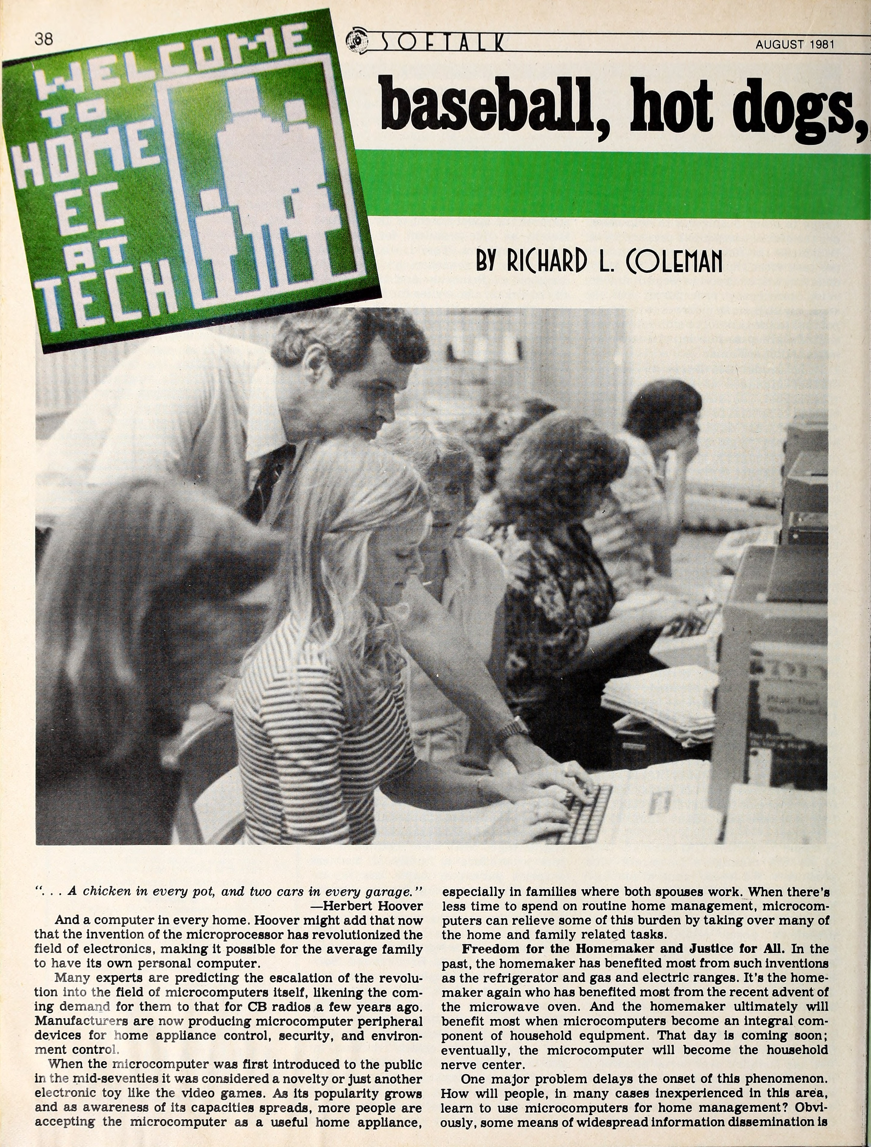 38
SOFTALK
AUGUST 1981
WELCOME
TO
HOME
EC
AT
TECH
baseball, hot dogs,
BY RICHARD L. COLEMAN
". . . A chicken in every pot, and two cars in every garage."
—Herbert Hoover
And a computer in every home. Hoover might add that now
that the invention of the microprocessor has revolutionized the
field of electronics, making it possible for the average family
to have its own personal computer.
Many experts are predicting the escalation of the revolu-
tion into the field of microcomputers itself, likening the com-
ing demand for them to that for CB radios a few years ago.
Manufacturers are now producing microcomputer peripheral
devices for home appliance control, security, and environ-
ment control.
When the microcomputer was first introduced to the public
in the mid-seventies it was considered a novelty or just another
electronic toy like the video games. As its popularity grows
and as awareness of its capacities spreads, more people are
accepting the microcomputer as a useful home appliance,
especially in families where both spouses work. When there's
less time to spend on routine home management, microcom-
puters can relieve some of this burden by taking over many of
the home and family related tasks.
Freedom for the Homemaker and Justice for All. In the
past, the homemaker has benefited most from such inventions
as the refrigerator and gas and electric ranges. It's the home-
maker again who has benefited most from the recent advent of
the microwave oven. And the homemaker ultimately will
benefit most when microcomputers become an integral com-
ponent of household equipment. That day is coming soon;
eventually, the microcomputer will become the household
nerve center.
One major problem delays the onset of this phenomenon.
How will people, in many cases inexperienced in this area,
learn to use microcomputers for home management? Obvi-
ously, some means of widespread information dissemination is